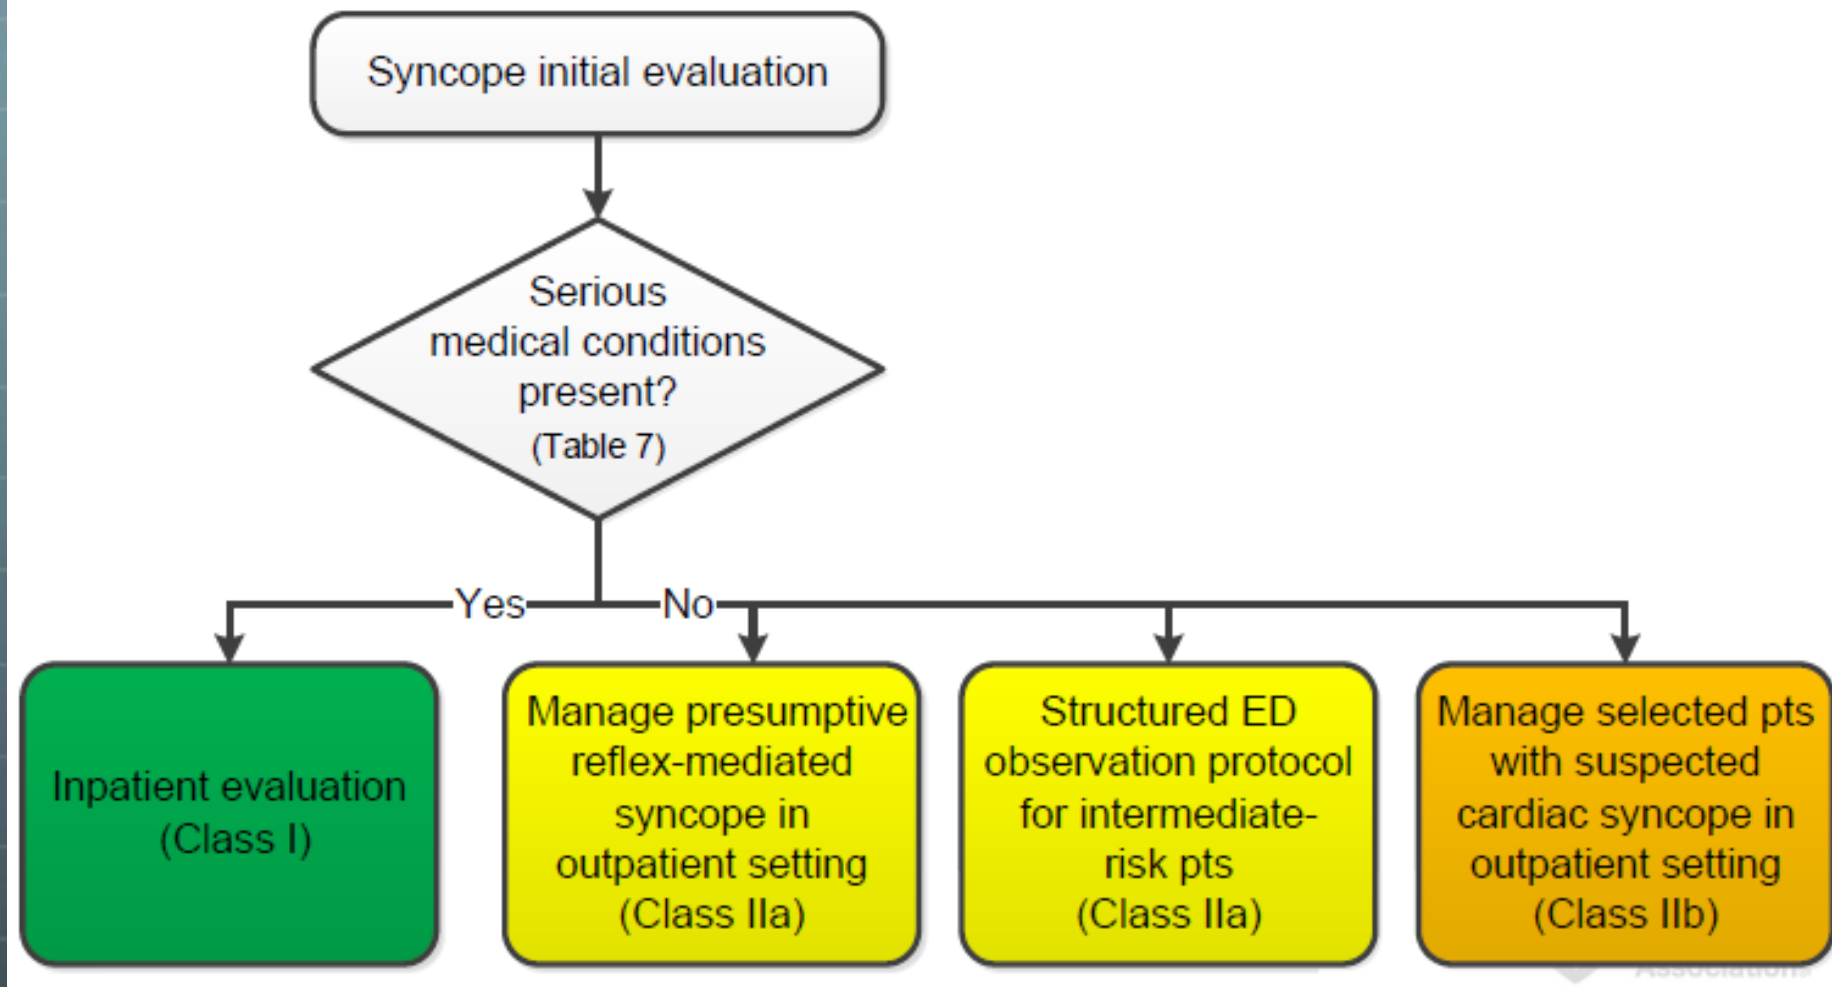 Syncope initial evaluation
Serious
medical conditions
present?
(Table 7)
Yes
No
Inpatient evaluation
(Class I)
Manage presumptive
reflex-mediated
syncope in
outpatient setting
(Class IIa)
Structured ED
observation protocol
for intermediate-
risk pts
(Class IIa)
Manage selected pts
with suspected
cardiac syncope in
outpatient setting
(Class IIb)
Associations